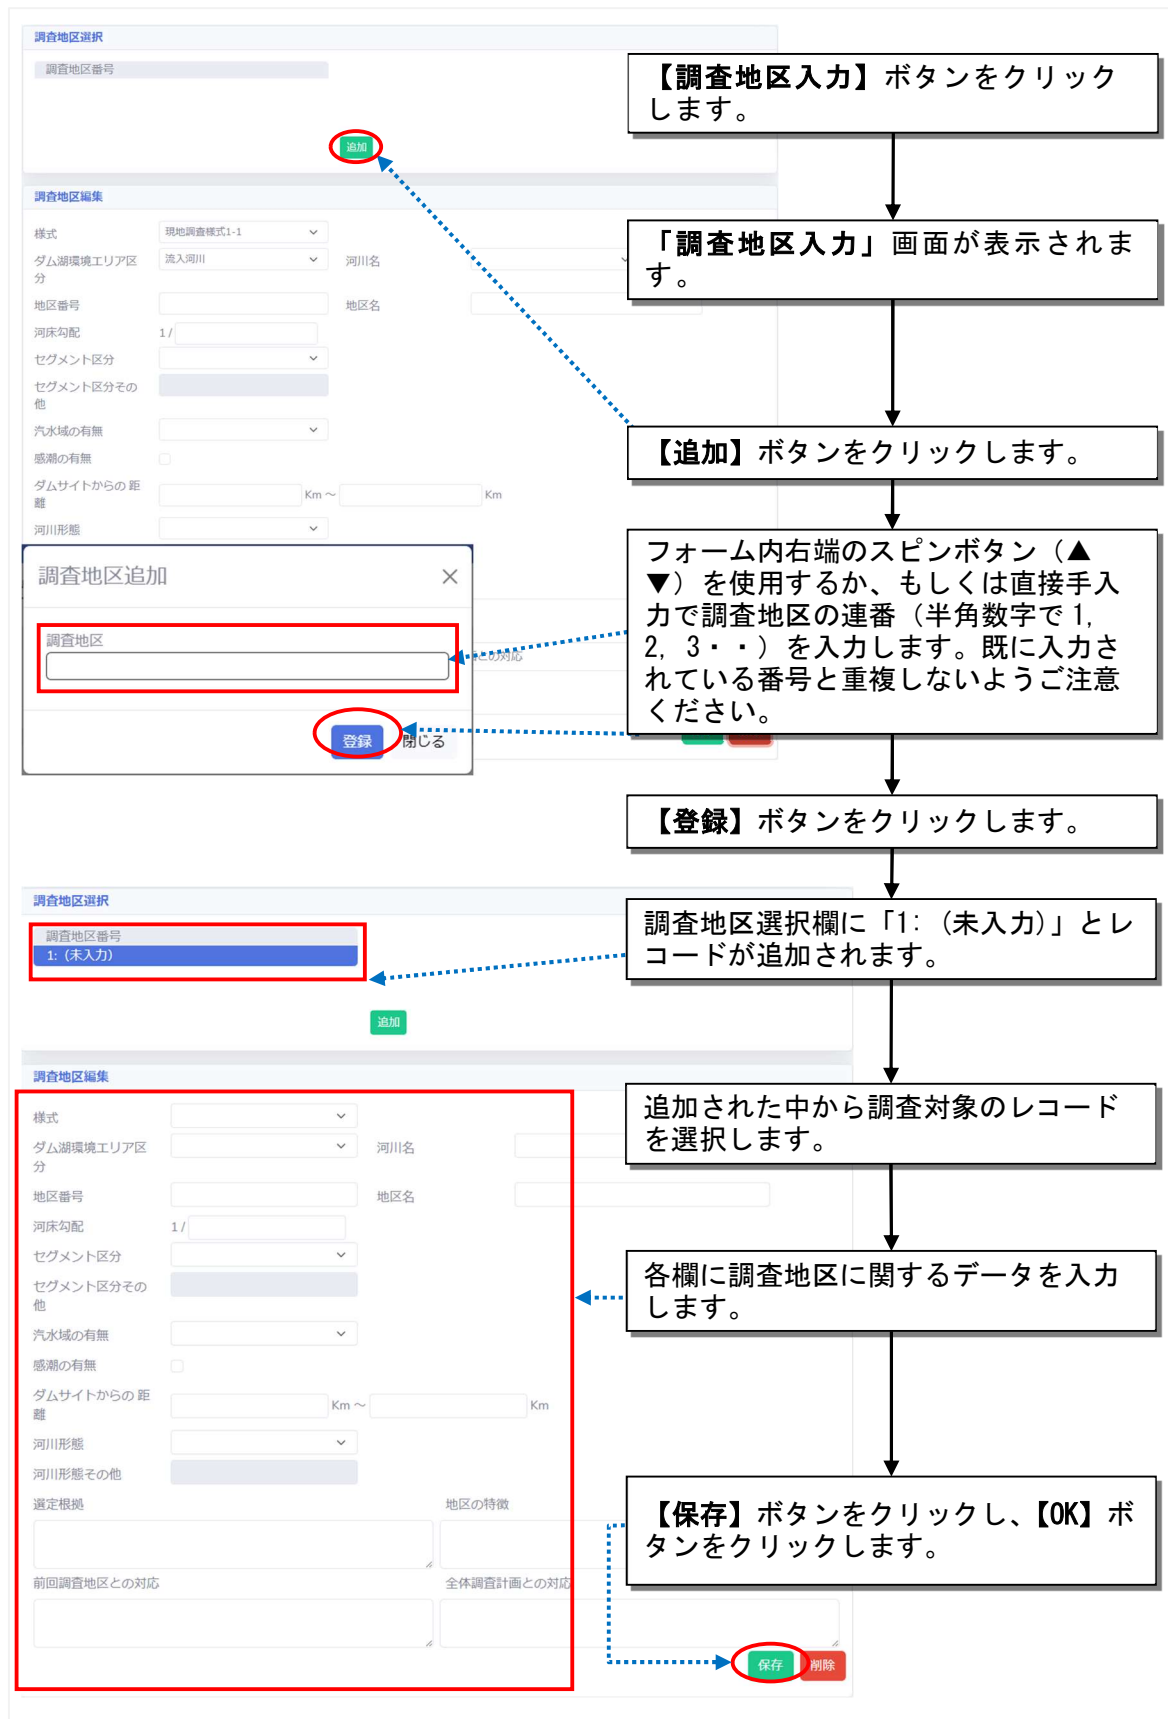 調査地区選択
調査地区番号
追加
調査地区編集
様式
現地調査様式1-1
ダム湖環境エリア区
分
流入河川
河川名
地区番号
地区名
河床勾配
1 /
セグメント区分
セグメント区分その
他
汽水域の有無
感潮の有無
ダムサイトからの 距
離
Km ～
Km
河川形態
調査地区追加
×
調査地区
との対応
登録
閉じる
【調査地区入力】ボタンをクリック
します。
「調査地区入力」画面が表示されま
す。
【追加】ボタンをクリックします。
フォーム内右端のスピンボタン（▲
▼）を使用するか、もしくは直接手入
力で調査地区の連番（半角数字で 1,
2, 3・・）を入力します。既に入力さ
れている番号と重複しないようご注意
ください。
【登録】ボタンをクリックします。
調査地区選択
調査地区番号
1:（未入力）
追加
調査地区選択欄に「1:（未入力）」とレ
コードが追加されます。
調査地区編集
様式
ダム湖環境エリア区
分
河川名
地区番号
地区名
河床勾配
1 /
セグメント区分
セグメント区分その
他
汽水域の有無
感潮の有無
ダムサイトからの 距
離
Km ～
Km
河川形態
河川形態その他
選定根拠
地区の特徴
前回調査地区との対応
全体調査計画との対応
保存
削除
追加された中から調査対象のレコード
を選択します。
各欄に調査地区に関するデータを入力
します。
【保存】ボタンをクリックし、【OK】ボ
タンをクリックします。